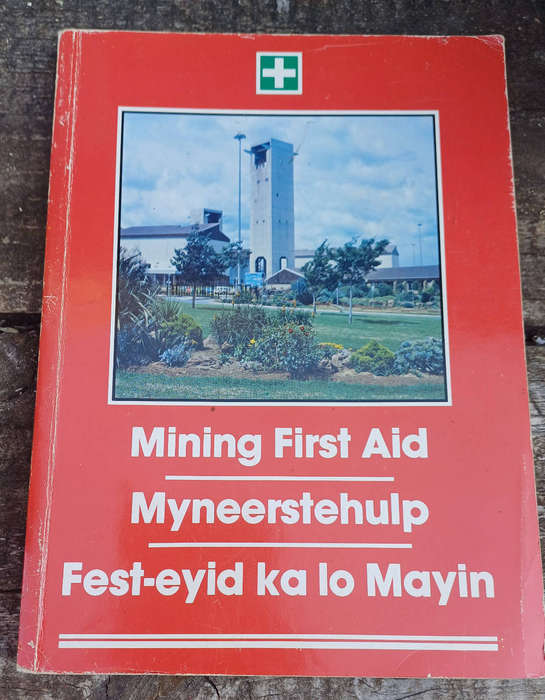 Mining First Aid
Myneerstehulp
Fest-eyid ka lo Mayin